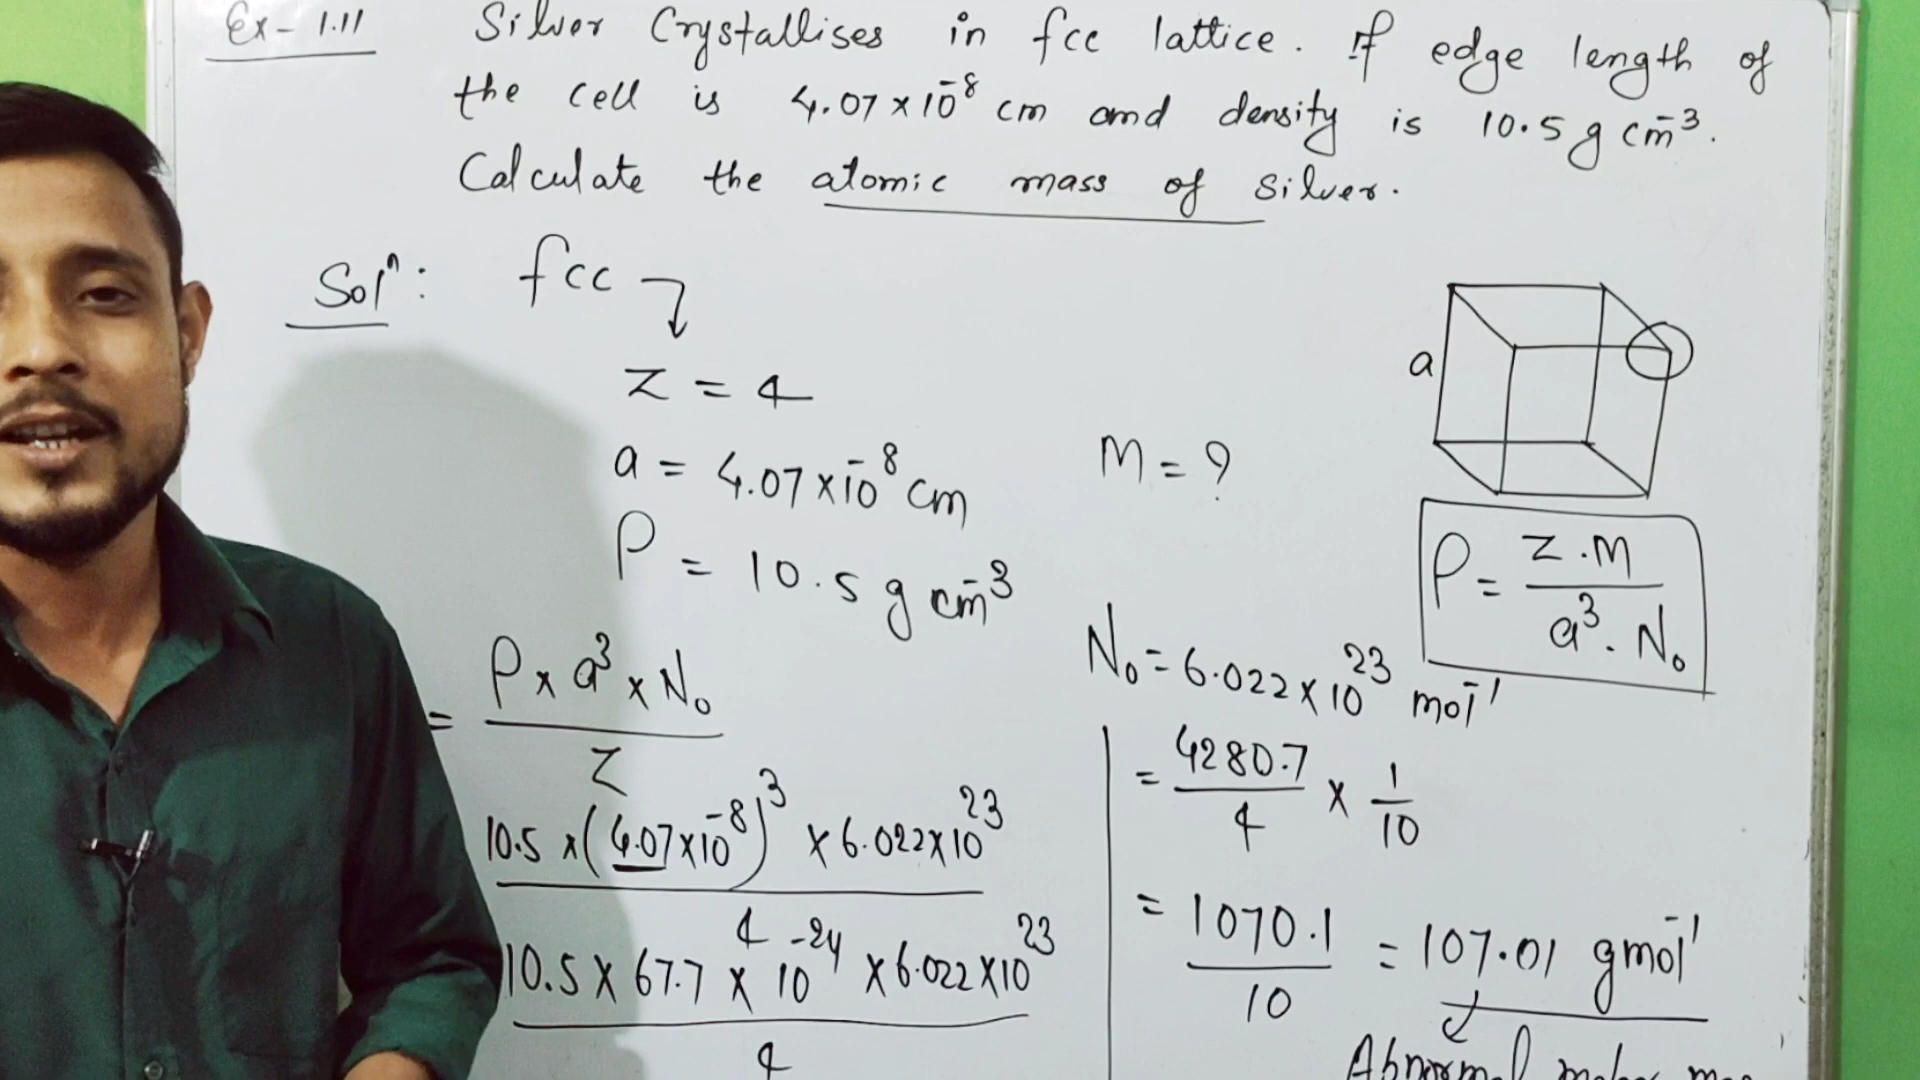 Ex - 1.11 Silver Crystallises in fcc lattice. If edge length of
the cell is 4.07 × 10⁻⁸ cm and density is 10.5 g cm⁻³.
Calculate the atomic mass of silver.
Solⁿ: fcc
Z = 4
a = 4.07 × 10⁻⁸ cm
ρ = 10.5 g cm⁻³
M = ?
a
ρ = Z . M / a³ . N₀
N₀ = 6.022 × 10²³ mol⁻¹
= ρ × a³ × N₀ / Z
10.5 × (4.07 × 10⁻⁸)³ × 6.022 × 10²³ / 4
10.5 × 67.7 × 10⁻²⁴ × 6.022 × 10²³ / 4
= 4280.7 / 4 × 1 / 10
= 1070.1 / 10 = 107.01 g mol⁻¹
Abnormal